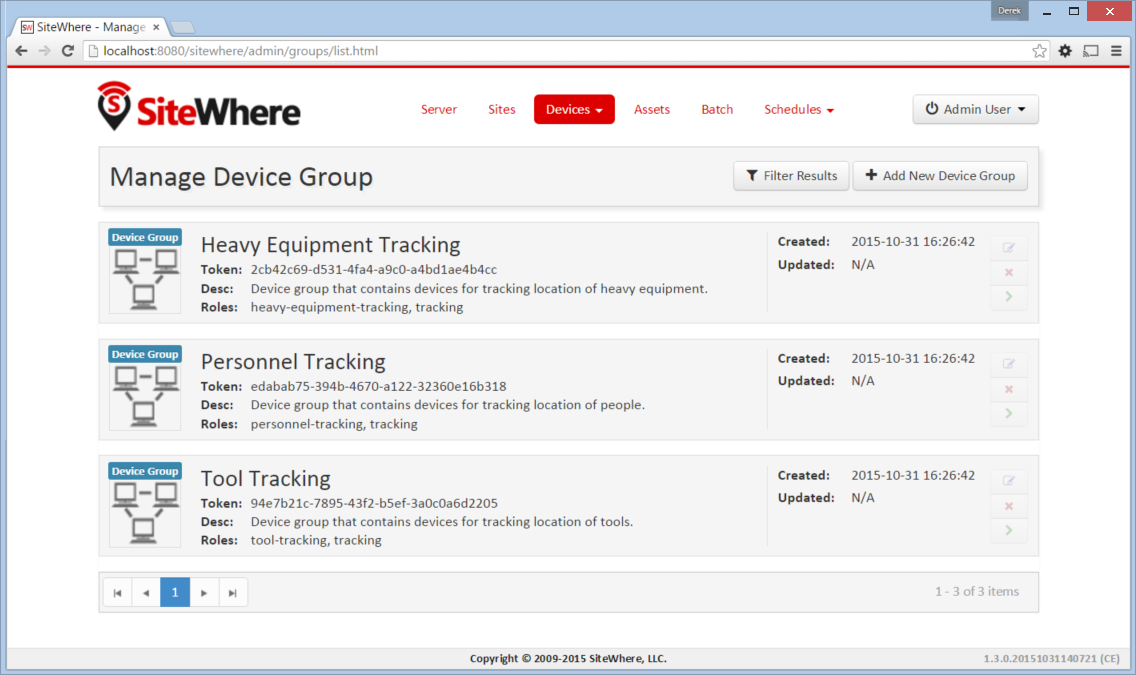 Derek
SW SiteWhere - Manage
localhost:8080/sitewhere/admin/groups/list.html
S SiteWhere
Server Sites Devices Assets Batch Schedules Admin User
Manage Device Group
Filter Results Add New Device Group
Device Group
Heavy Equipment Tracking
Token: 2cb42c69-d531-4fa4-a9c0-a4bd1ae4b4cc
Desc: Device group that contains devices for tracking location of heavy equipment.
Roles: heavy-equipment-tracking, tracking
Created: 2015-10-31 16:26:42
Updated: N/A
Device Group
Personnel Tracking
Token: edabab75-394b-4670-a122-32360e16b318
Desc: Device group that contains devices for tracking location of people.
Roles: personnel-tracking, tracking
Created: 2015-10-31 16:26:42
Updated: N/A
Device Group
Tool Tracking
Token: 94e7b21c-7895-43f2-b5ef-3a0c0a6d2205
Desc: Device group that contains devices for tracking location of tools.
Roles: tool-tracking, tracking
Created: 2015-10-31 16:26:42
Updated: N/A
1
1 - 3 of 3 items
Copyright © 2009-2015 SiteWhere, LLC.
1.3.0.20151031140721 (CE)